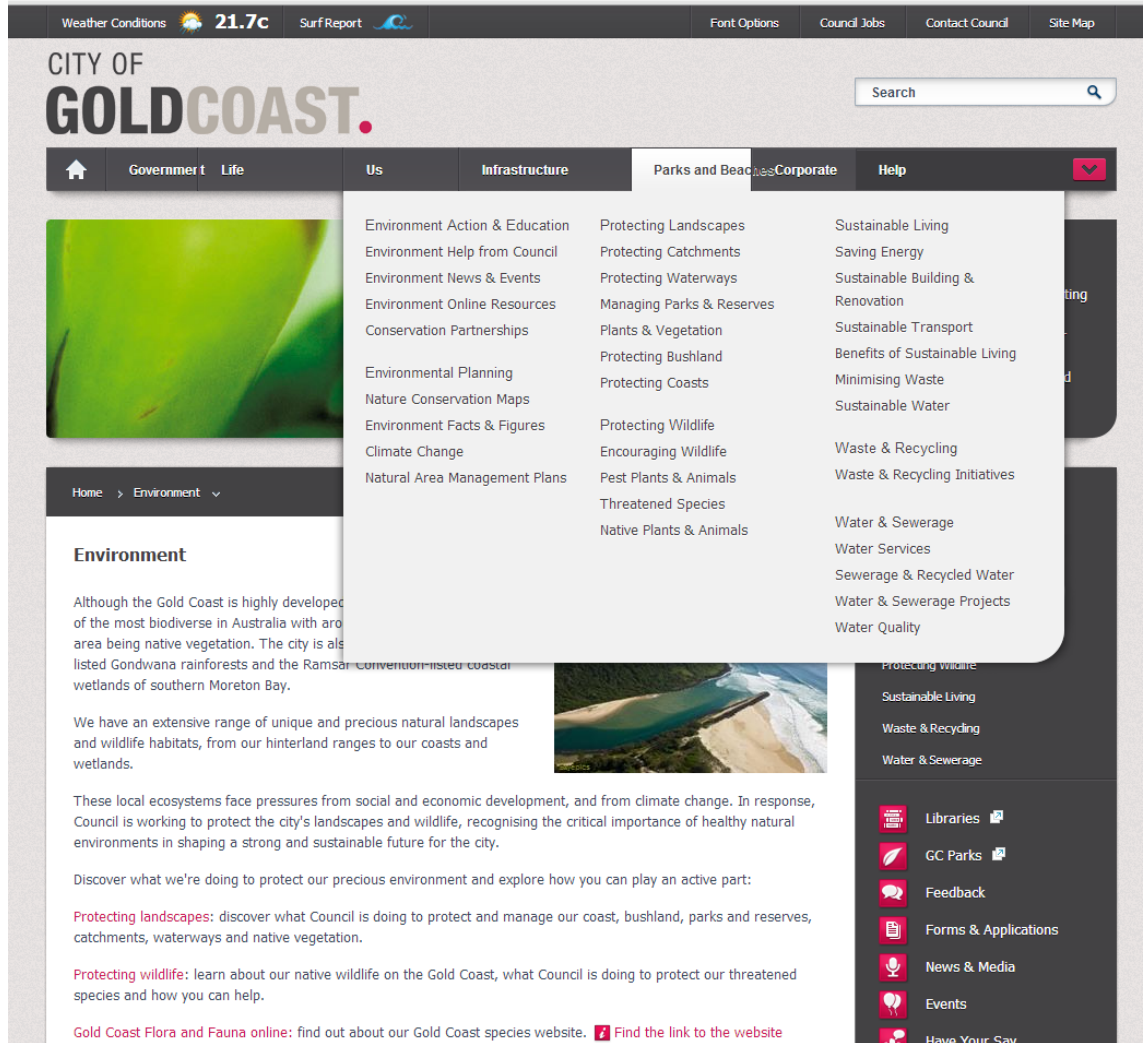 Weather Conditions 21.7c Surf Report Font Options Council Jobs Contact Council Site Map
CITY OF
GOLDCOAST.
Search
Government Life Us Infrastructure Parks and Beaches Corporate Help
Environment Action & Education
Environment Help from Council
Environment News & Events
Environment Online Resources
Conservation Partnerships
Environmental Planning
Nature Conservation Maps
Environment Facts & Figures
Climate Change
Natural Area Management Plans
Protecting Landscapes
Protecting Catchments
Protecting Waterways
Managing Parks & Reserves
Plants & Vegetation
Protecting Bushland
Protecting Coasts
Protecting Wildlife
Encouraging Wildlife
Pest Plants & Animals
Threatened Species
Native Plants & Animals
Sustainable Living
Saving Energy
Sustainable Building &
Renovation
Sustainable Transport
Benefits of Sustainable Living
Minimising Waste
Sustainable Water
Waste & Recycling
Waste & Recycling Initiatives
Water & Sewerage
Water Services
Sewerage & Recycled Water
Water & Sewerage Projects
Water Quality
Home > Environment
Environment
Although the Gold Coast is highly developed
of the most biodiverse in Australia with aro
area being native vegetation. The city is als
listed Gondwana rainforests and the Ramsar Convention-listed coastal
wetlands of southern Moreton Bay.
We have an extensive range of unique and precious natural landscapes
and wildlife habitats, from our hinterland ranges to our coasts and
wetlands.
These local ecosystems face pressures from social and economic development, and from climate change. In response,
Council is working to protect the city's landscapes and wildlife, recognising the critical importance of healthy natural
environments in shaping a strong and sustainable future for the city.
Discover what we're doing to protect our precious environment and explore how you can play an active part:
Protecting landscapes: discover what Council is doing to protect and manage our coast, bushland, parks and reserves,
catchments, waterways and native vegetation.
Protecting wildlife: learn about our native wildlife on the Gold Coast, what Council is doing to protect our threatened
species and how you can help.
Gold Coast Flora and Fauna online: find out about our Gold Coast species website. Find the link to the website
ting
d
Protecting Wildlife
Sustainable Living
Waste & Recycling
Water & Sewerage
Libraries
GC Parks
Feedback
Forms & Applications
News & Media
Events
Have Your Say